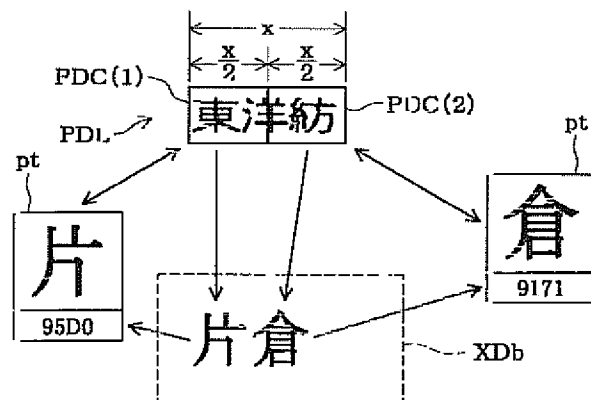 x
x/2 x/2
PDC(1)
東洋紡
PDC(2)
PDL
pt
片
95D0
pt
倉
9171
片倉
XDb